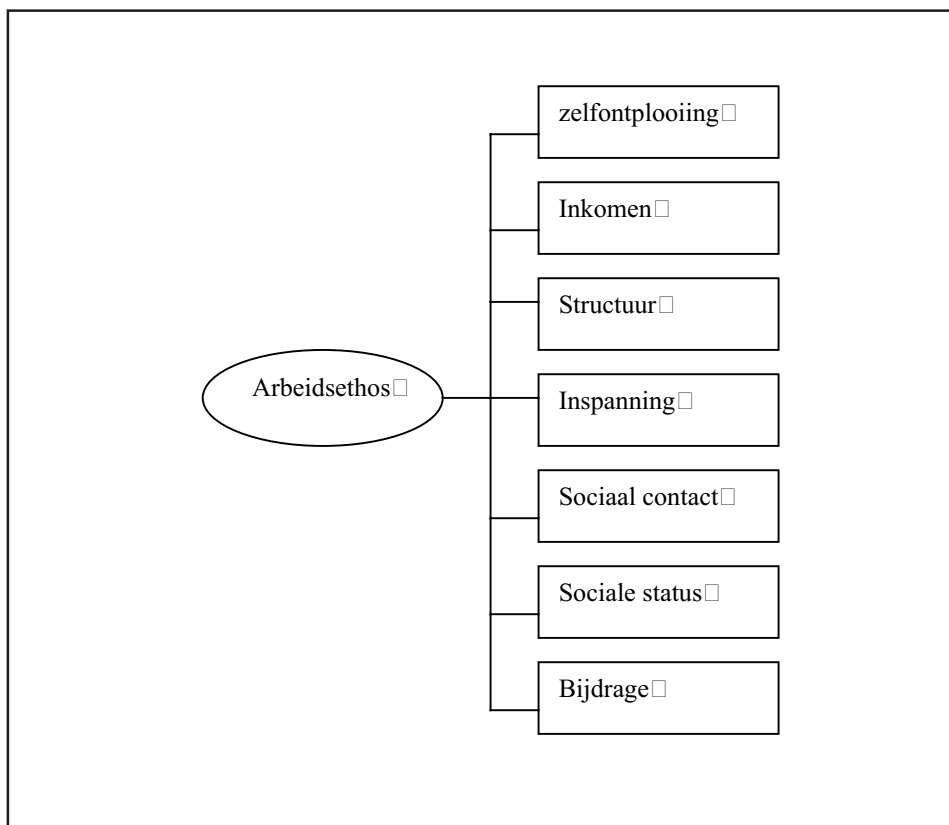 zelfontplooiing
Inkomen
Structuur
Arbeidsethos
Inspanning
Sociaal contact
Sociale status
Bijdrage